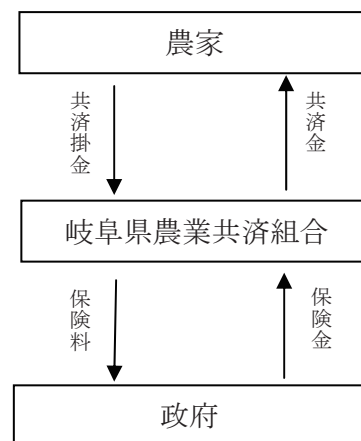 農家
共済掛金
共済金
岐阜県農業共済組合
保険料
保険金
政府